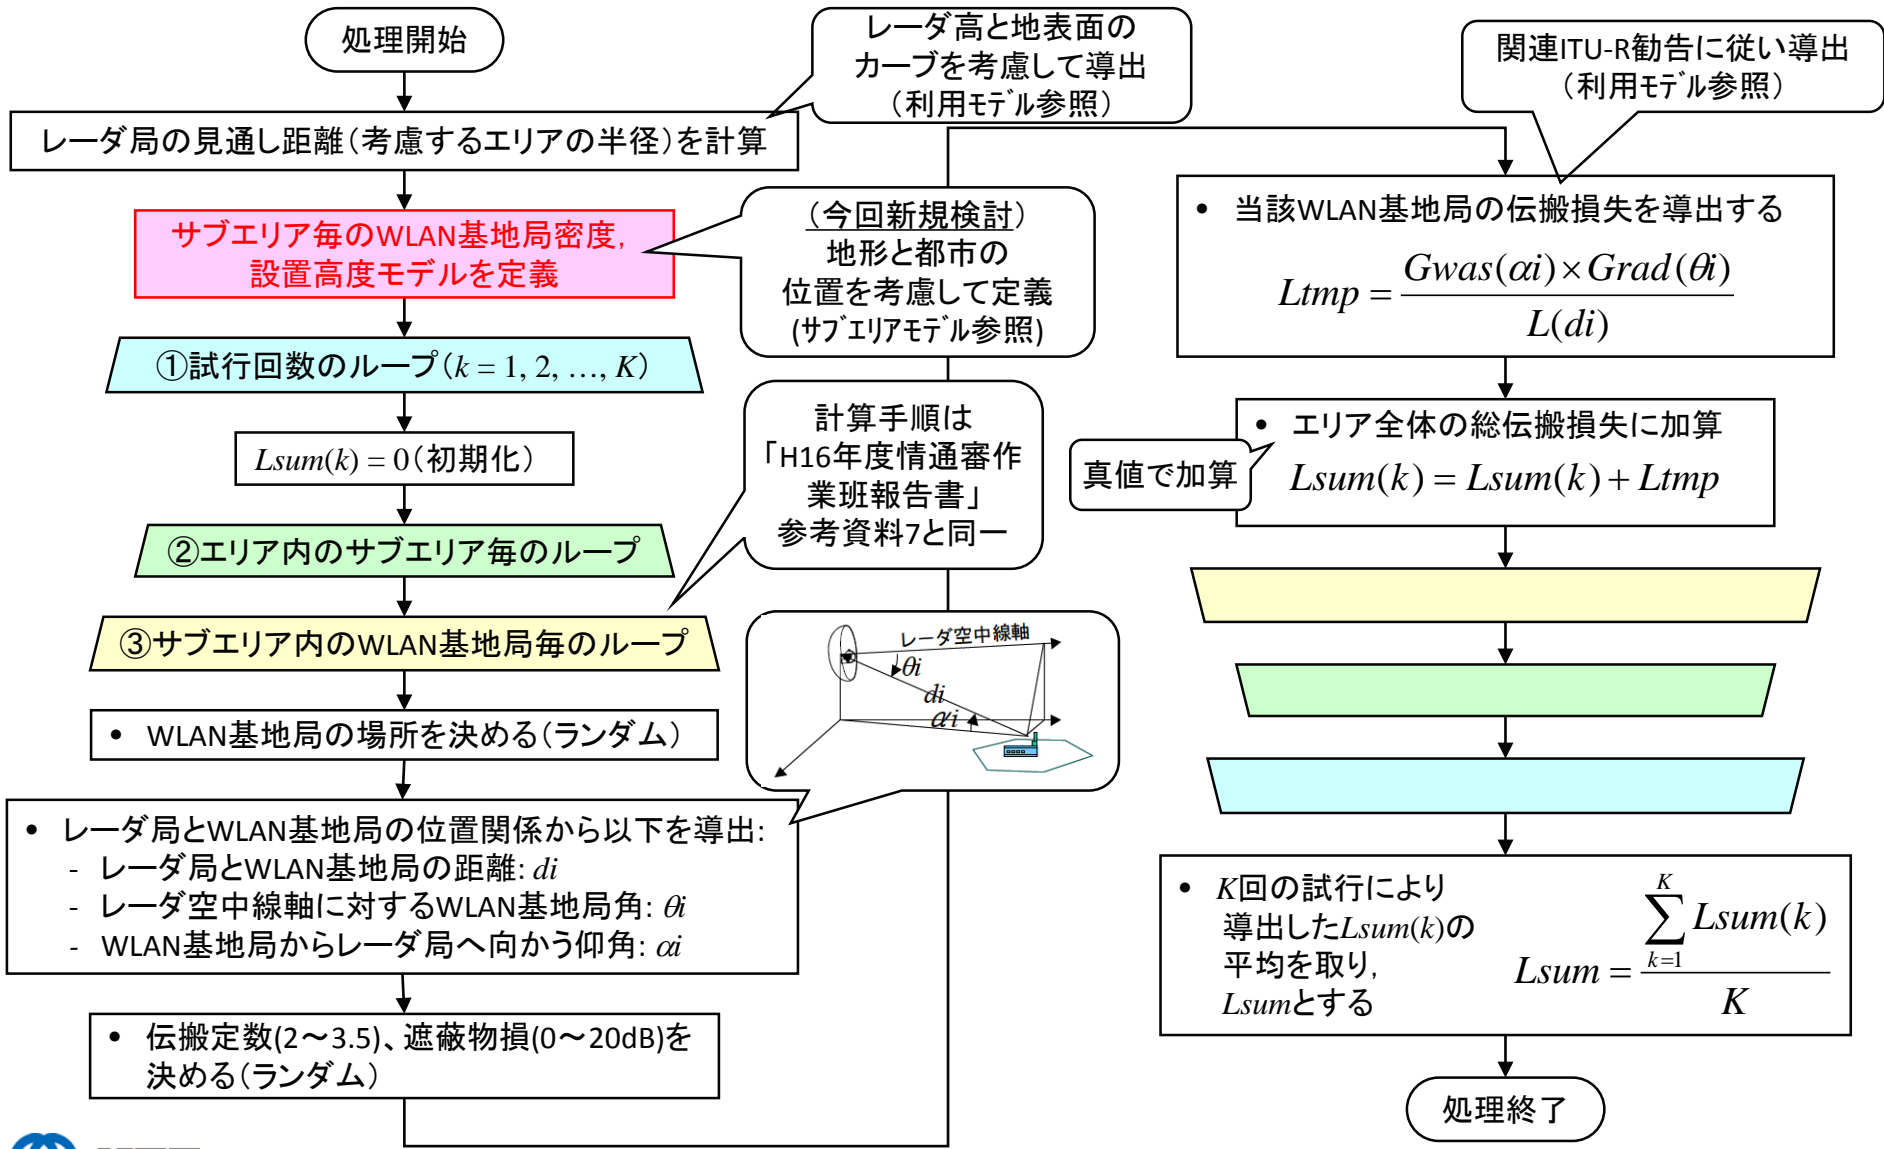 処理開始
レーダ高と地表面の
カーブを考慮して導出
（利用ﾓﾃﾞﾙ参照）
レーダ局の見通し距離（考慮するエリアの半径）を計算
サブエリア毎のWLAN基地局密度,
設置高度モデルを定義
（今回新規検討）
地形と都市の
位置を考慮して定義
(ｻﾌﾞｴﾘｱﾓﾃﾞﾙ参照)
①試行回数のループ（k = 1, 2, …, K）
Lsum(k) = 0（初期化）
②エリア内のサブエリア毎のループ
計算手順は
「H16年度情通審作
業班報告書」
参考資料7と同一
③サブエリア内のWLAN基地局毎のループ
• WLAN基地局の場所を決める（ランダム）
レーダ空中線軸
θi
di
αi
• レーダ局とWLAN基地局の位置関係から以下を導出:
- レーダ局とWLAN基地局の距離: di
- レーダ空中線軸に対するWLAN基地局角: θi
- WLAN基地局からレーダ局へ向かう仰角: αi
• 伝搬定数(2～3.5)、遮蔽物損(0～20dB)を
決める（ランダム）
関連ITU-R勧告に従い導出
（利用ﾓﾃﾞﾙ参照）
• 当該WLAN基地局の伝搬損失を導出する
Ltmp = Gwas(αi)×Grad(θi) / L(di)
• エリア全体の総伝搬損失に加算
真値で加算
Lsum(k) = Lsum(k) + Ltmp
• K回の試行により
導出したLsum(k)の
平均を取り,
Lsumとする
Lsum = ∑_{k=1}^{K} Lsum(k) / K
処理終了